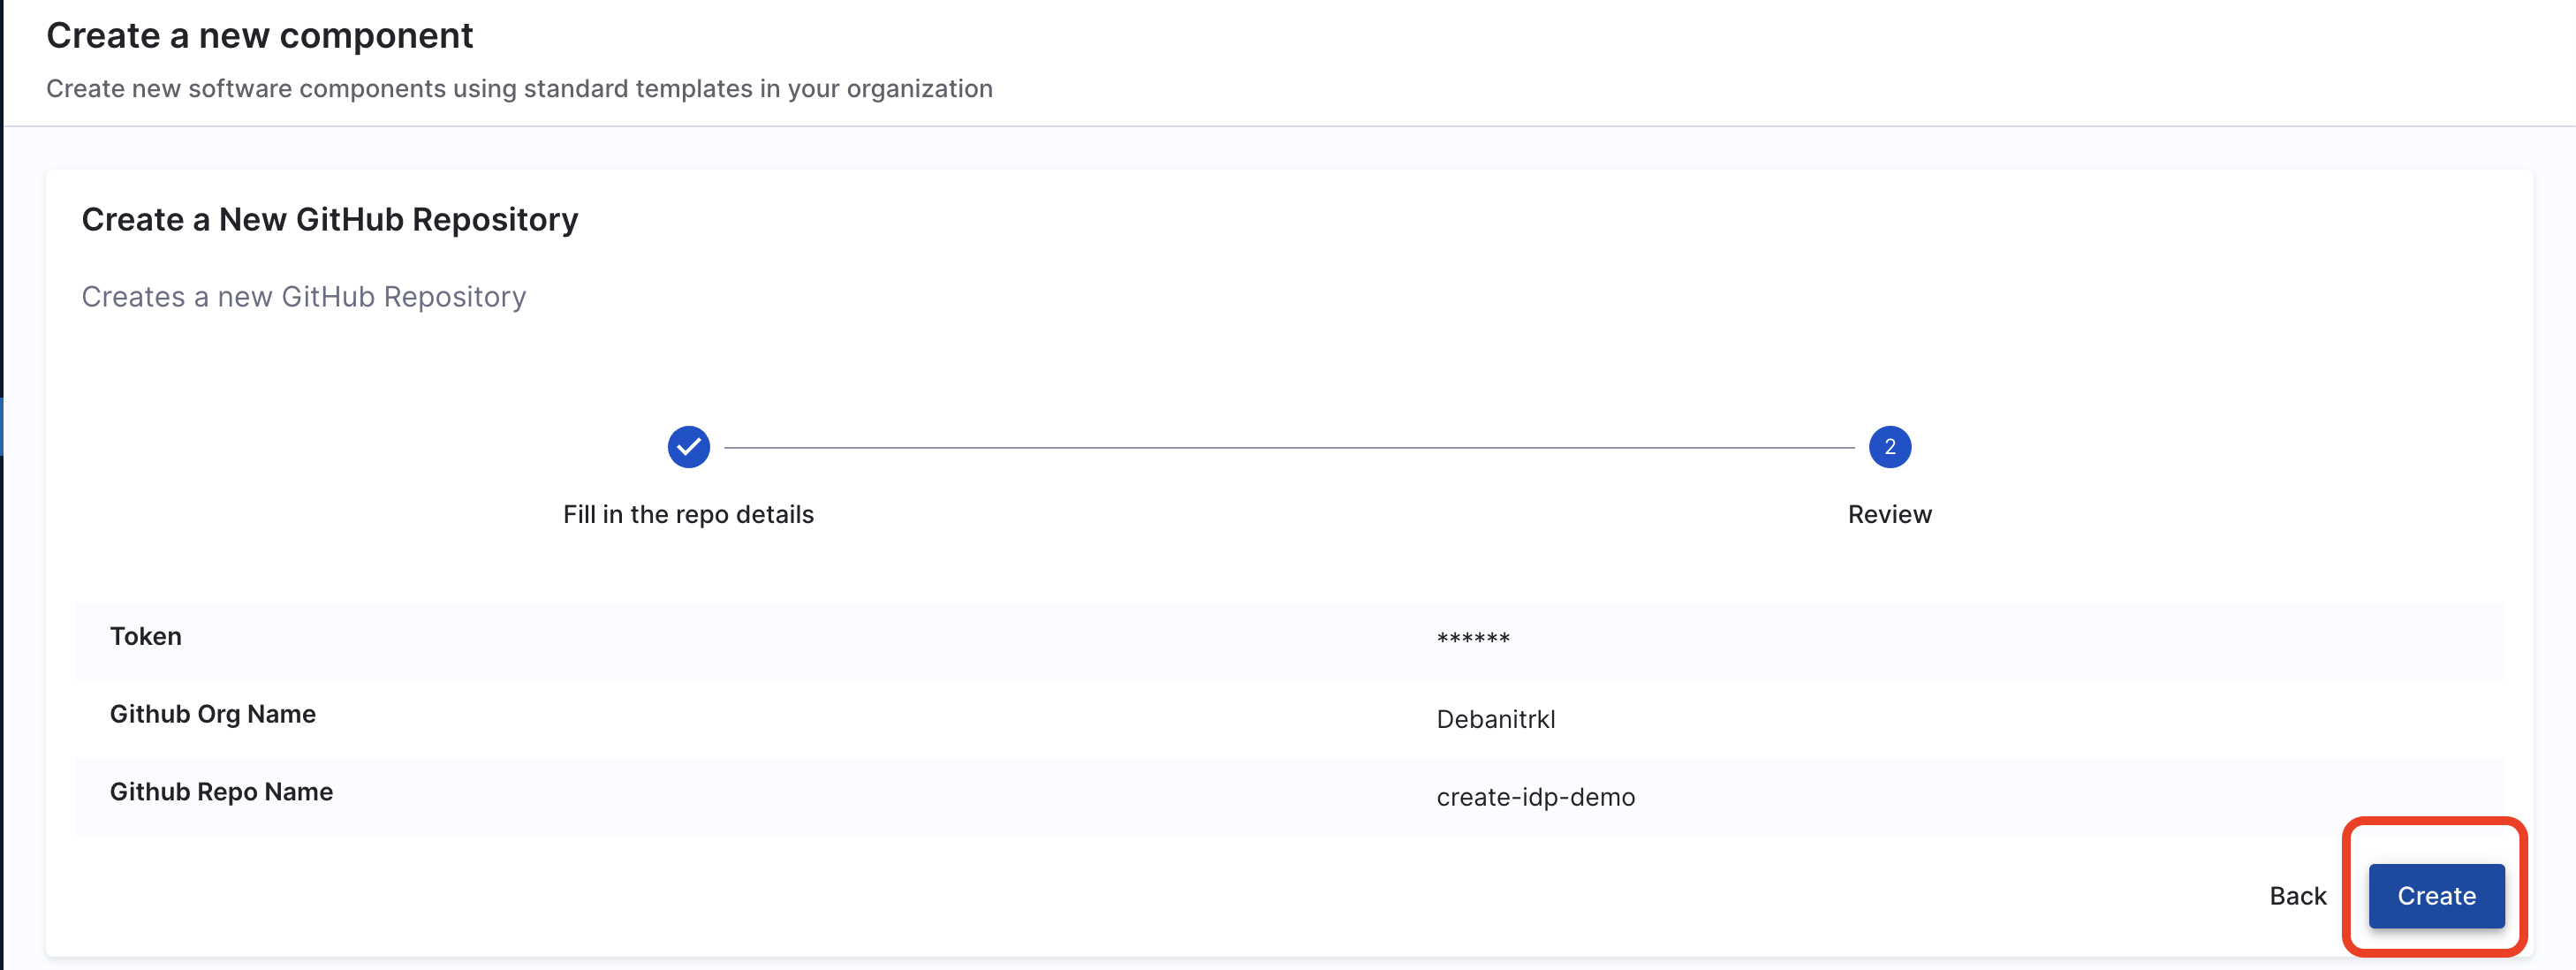 Create a new component
Create new software components using standard templates in your organization
Create a New GitHub Repository
Creates a new GitHub Repository
2
Fill in the repo details
Review
Token
******
Github Org Name
Debanitrkl
Github Repo Name
create-idp-demo
Back
Create